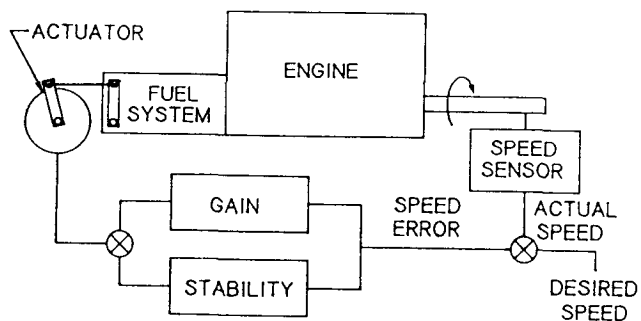 ACTUATOR
ENGINE
FUEL
SYSTEM
SPEED
SENSOR
GAIN
SPEED
ERROR
ACTUAL
SPEED
STABILITY
DESIRED
SPEED